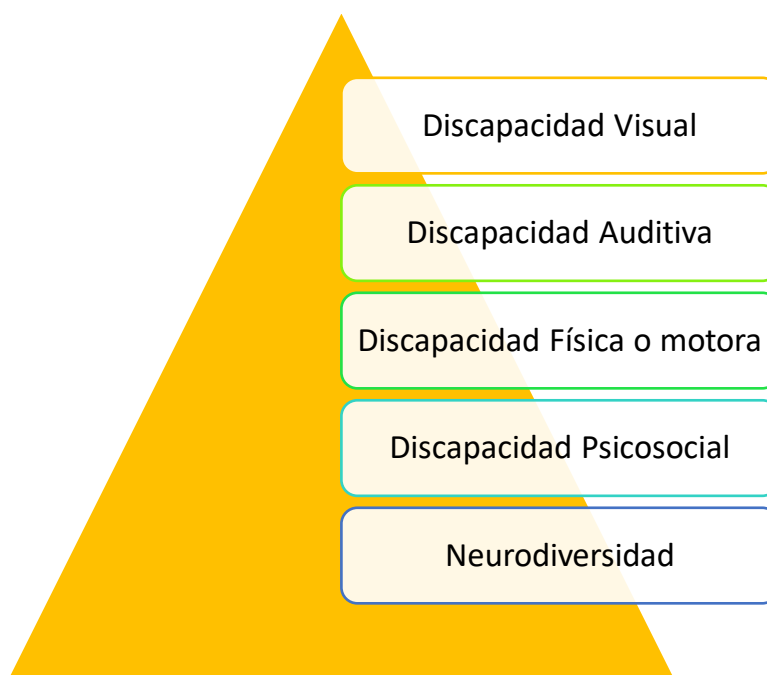 Discapacidad Visual
Discapacidad Auditiva
Discapacidad Física o motora
Discapacidad Psicosocial
Neurodiversidad